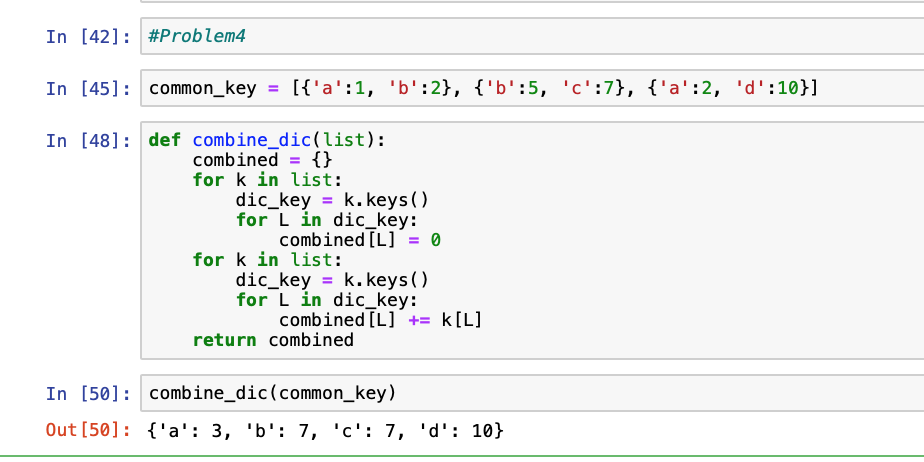 In [42]: #Problem4
In [45]: common_key = [{'a':1, 'b':2}, {'b':5, 'c':7}, {'a':2, 'd':10}]
In [48]: def combine_dic(list):
    combined = {}
    for k in list:
        dic_key = k.keys()
        for L in dic_key:
            combined[L] = 0
    for k in list:
        dic_key = k.keys()
        for L in dic_key:
            combined[L] += k[L]
    return combined
In [50]: combine_dic(common_key)
Out[50]: {'a': 3, 'b': 7, 'c': 7, 'd': 10}